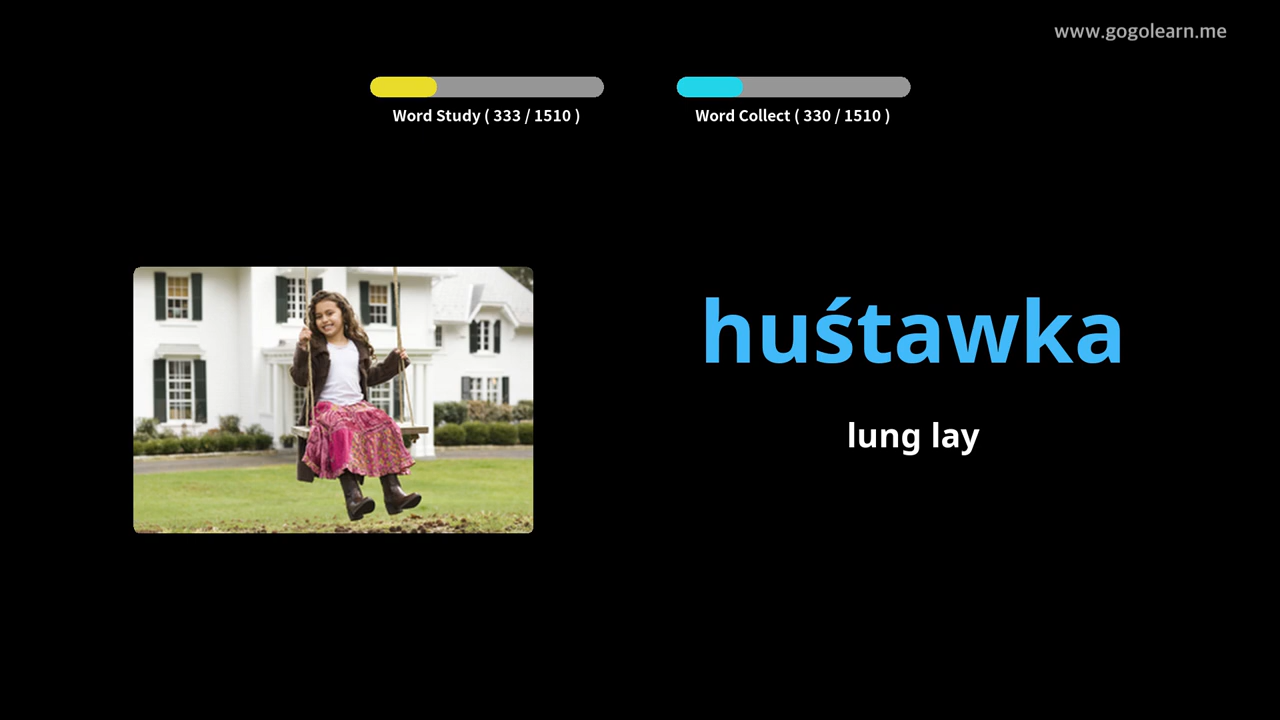 www.gogolearn.me
Word Study ( 333 / 1510 )
Word Collect ( 330 / 1510 )
huśtawka
lung lay